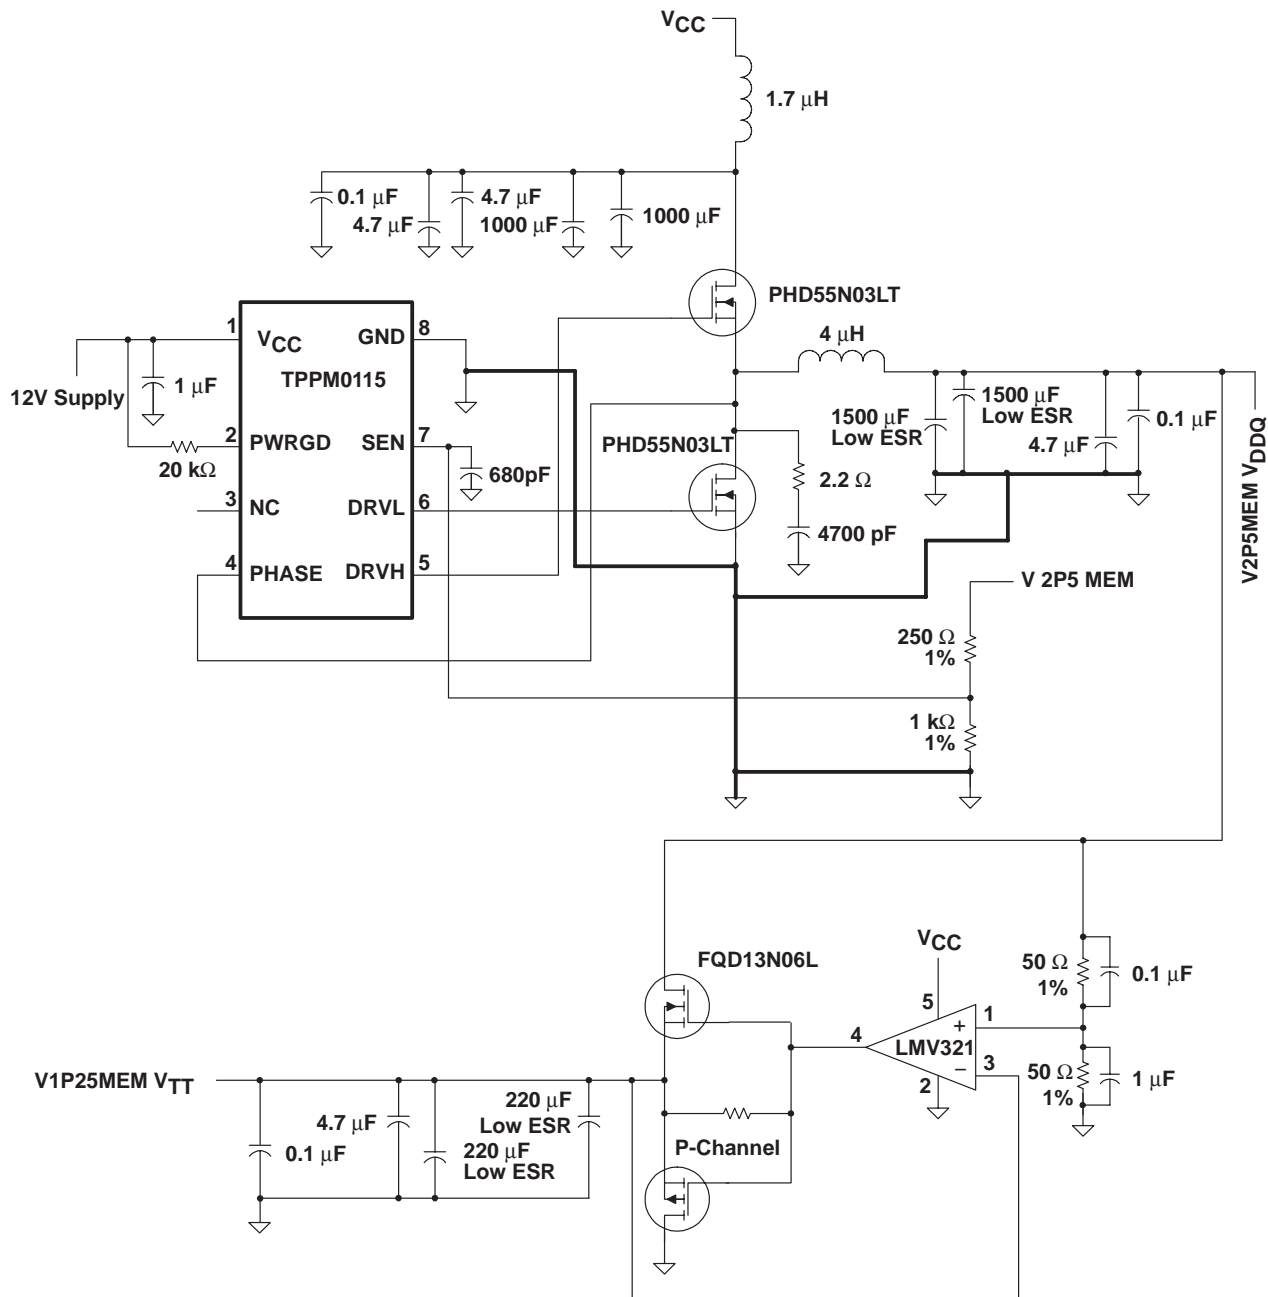 VCC
1.7 μH
0.1 μF
4.7 μF
4.7 μF
1000 μF
1000 μF
PHD55N03LT
4 μH
12V Supply
1 μF
20 kΩ
1
VCC
GND
8
TPPM0115
2
PWRGD
SEN
7
3
NC
DRVL
6
4
PHASE
DRVH
5
680pF
PHD55N03LT
2.2 Ω
4700 pF
1500 μF
Low ESR
1500 μF
Low ESR
4.7 μF
0.1 μF
V2P5MEM VDDQ
V 2P5 MEM
250 Ω
1%
1 kΩ
1%
FQD13N06L
VCC
50 Ω
1%
0.1 μF
5
4
LMV321
+
1
−
3
2
50 Ω
1%
1 μF
V1P25MEM VTT
0.1 μF
4.7 μF
220 μF
Low ESR
220 μF
Low ESR
P-Channel